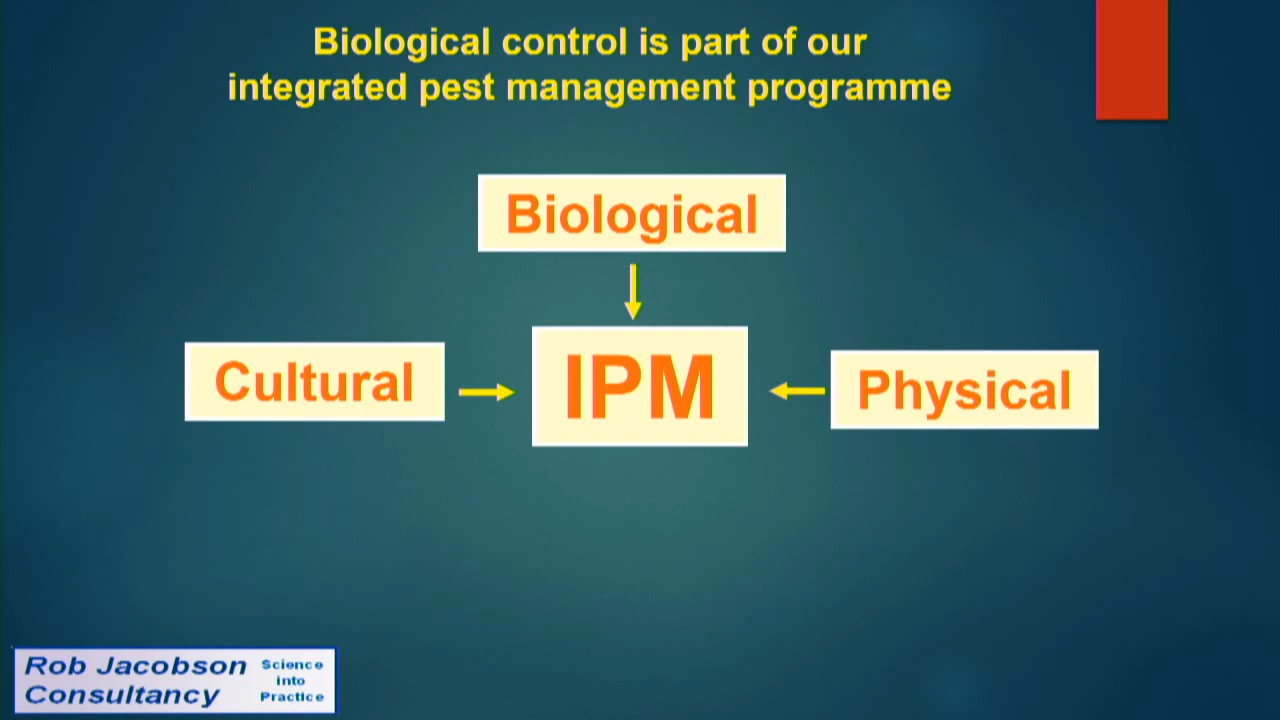 Biological control is part of our
integrated pest management programme
Biological
Cultural
IPM
Physical
Rob Jacobson
Consultancy
Science
into
Practice